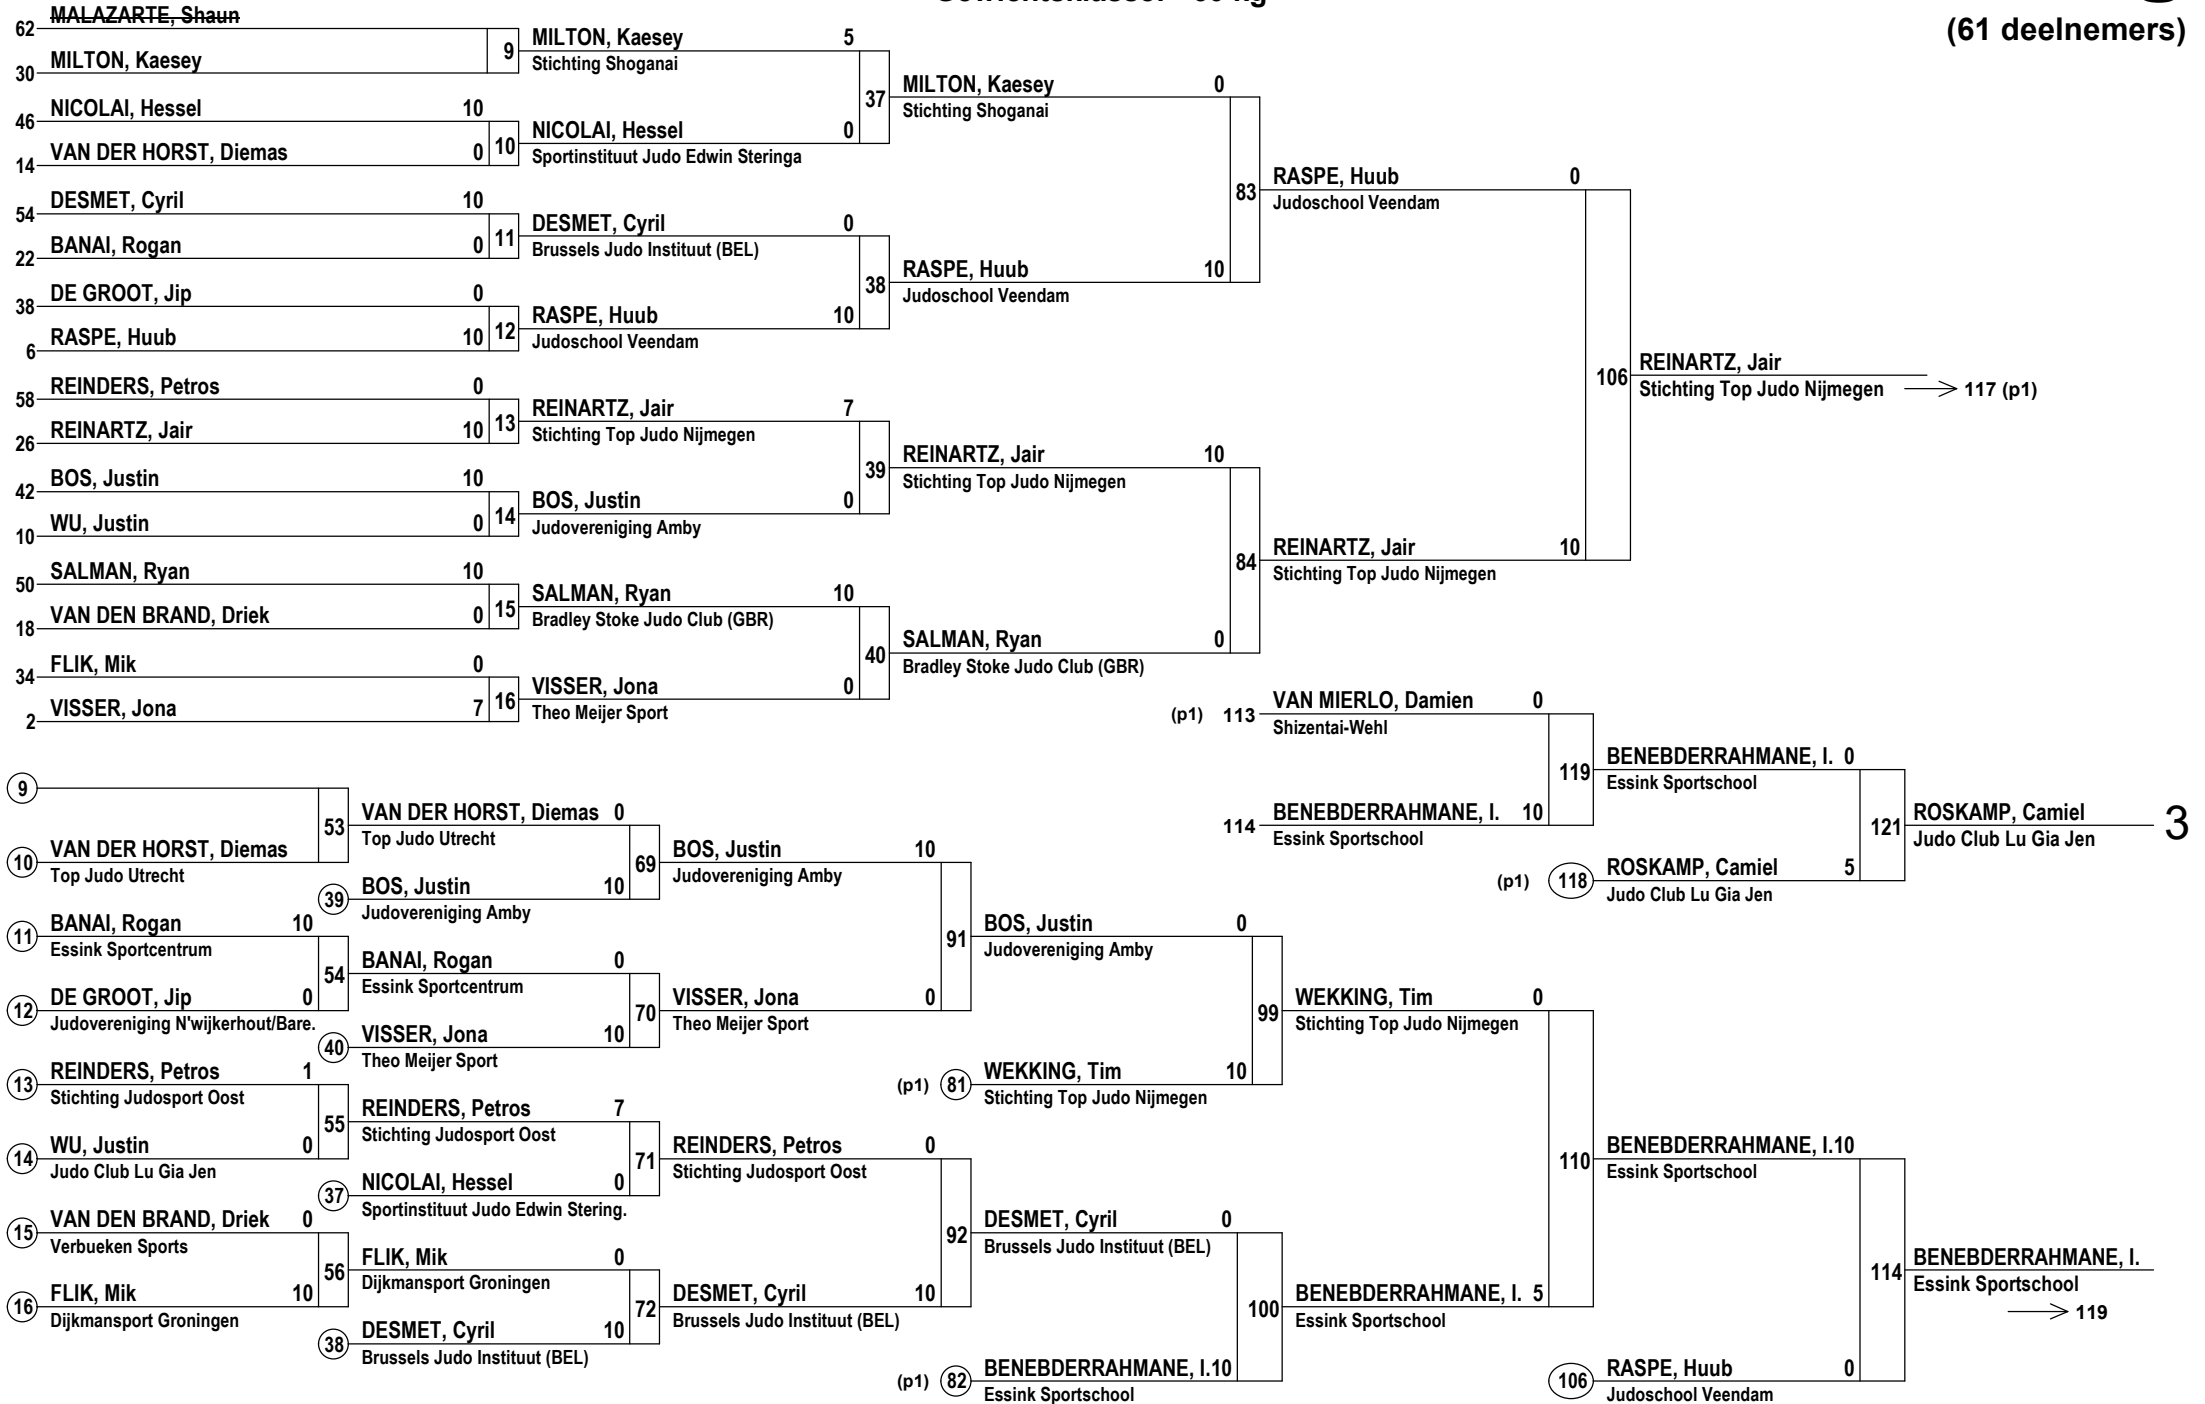 (61 deelnemers)
MALAZARTE, Shaun
62
9
MILTON, Kaesey
30
MILTON, Kaesey 5
Stichting Shoganai
37
NICOLAI, Hessel 10
46
10
VAN DER HORST, Diemas 0
14
NICOLAI, Hessel 0
Sportinstituut Judo Edwin Steringa
MILTON, Kaesey 0
Stichting Shoganai
83
DESMET, Cyril 10
54
11
BANAI, Rogan 0
22
DESMET, Cyril 0
Brussels Judo Instituut (BEL)
38
DE GROOT, Jip 0
38
12
RASPE, Huub 10
6
RASPE, Huub 10
Judoschool Veendam
RASPE, Huub 10
Judoschool Veendam
RASPE, Huub 0
Judoschool Veendam
106
REINARTZ, Jair
Stichting Top Judo Nijmegen
117 (p1)
REINDERS, Petros 0
58
13
REINARTZ, Jair 10
26
REINARTZ, Jair 7
Stichting Top Judo Nijmegen
39
BOS, Justin 10
42
14
WU, Justin 0
10
BOS, Justin 0
Judovereniging Amby
REINARTZ, Jair 10
Stichting Top Judo Nijmegen
84
REINARTZ, Jair 10
Stichting Top Judo Nijmegen
SALMAN, Ryan 10
50
15
VAN DEN BRAND, Driek 0
18
SALMAN, Ryan 10
Bradley Stoke Judo Club (GBR)
40
FLIK, Mik 0
34
16
VISSER, Jona 7
2
VISSER, Jona 0
Theo Meijer Sport
SALMAN, Ryan 0
Bradley Stoke Judo Club (GBR)
(p1) 113
VAN MIERLO, Damien 0
Shizentai-Wehl
119
114
BENEBDERRAHMANE, I. 10
Essink Sportschool
BENEBDERRAHMANE, I. 0
Essink Sportschool
121
(p1) 118
ROSKAMP, Camiel 5
Judo Club Lu Gia Jen
ROSKAMP, Camiel
Judo Club Lu Gia Jen
3
9
53
10
VAN DER HORST, Diemas
Top Judo Utrecht
VAN DER HORST, Diemas 0
Top Judo Utrecht
69
39
BOS, Justin 10
Judovereniging Amby
BOS, Justin 10
Judovereniging Amby
91
11
BANAI, Rogan 10
Essink Sportcentrum
54
12
DE GROOT, Jip 0
Judovereniging N'wijkerhout/Bare.
BANAI, Rogan 0
Essink Sportcentrum
70
40
VISSER, Jona 10
Theo Meijer Sport
VISSER, Jona 0
Theo Meijer Sport
BOS, Justin 0
Judovereniging Amby
99
(p1) 81
WEKKING, Tim 10
Stichting Top Judo Nijmegen
WEKKING, Tim 0
Stichting Top Judo Nijmegen
110
13
REINDERS, Petros 1
Stichting Judosport Oost
55
14
WU, Justin 0
Judo Club Lu Gia Jen
REINDERS, Petros 7
Stichting Judosport Oost
71
37
NICOLAI, Hessel 0
Sportinstituut Judo Edwin Stering.
REINDERS, Petros 0
Stichting Judosport Oost
92
15
VAN DEN BRAND, Driek 0
Verbueken Sports
56
16
FLIK, Mik 10
Dijkmansport Groningen
FLIK, Mik 0
Dijkmansport Groningen
72
38
DESMET, Cyril 10
Brussels Judo Instituut (BEL)
DESMET, Cyril 10
Brussels Judo Instituut (BEL)
DESMET, Cyril 0
Brussels Judo Instituut (BEL)
100
(p1) 82
BENEBDERRAHMANE, I.10
Essink Sportschool
BENEBDERRAHMANE, I. 5
Essink Sportschool
BENEBDERRAHMANE, I.10
Essink Sportschool
114
106
RASPE, Huub 0
Judoschool Veendam
BENEBDERRAHMANE, I.
Essink Sportschool
119